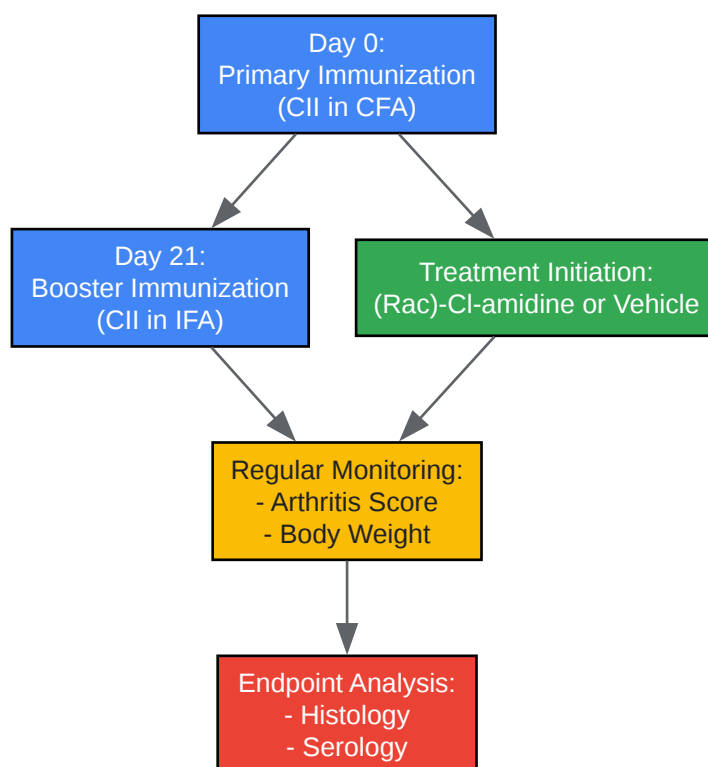 Day 0:
Primary Immunization
(CII in CFA)
Day 21:
Booster Immunization
(CII in IFA)
Treatment Initiation:
(Rac)-Cl-amidine or Vehicle
Regular Monitoring:
- Arthritis Score
- Body Weight
Endpoint Analysis:
- Histology
- Serology